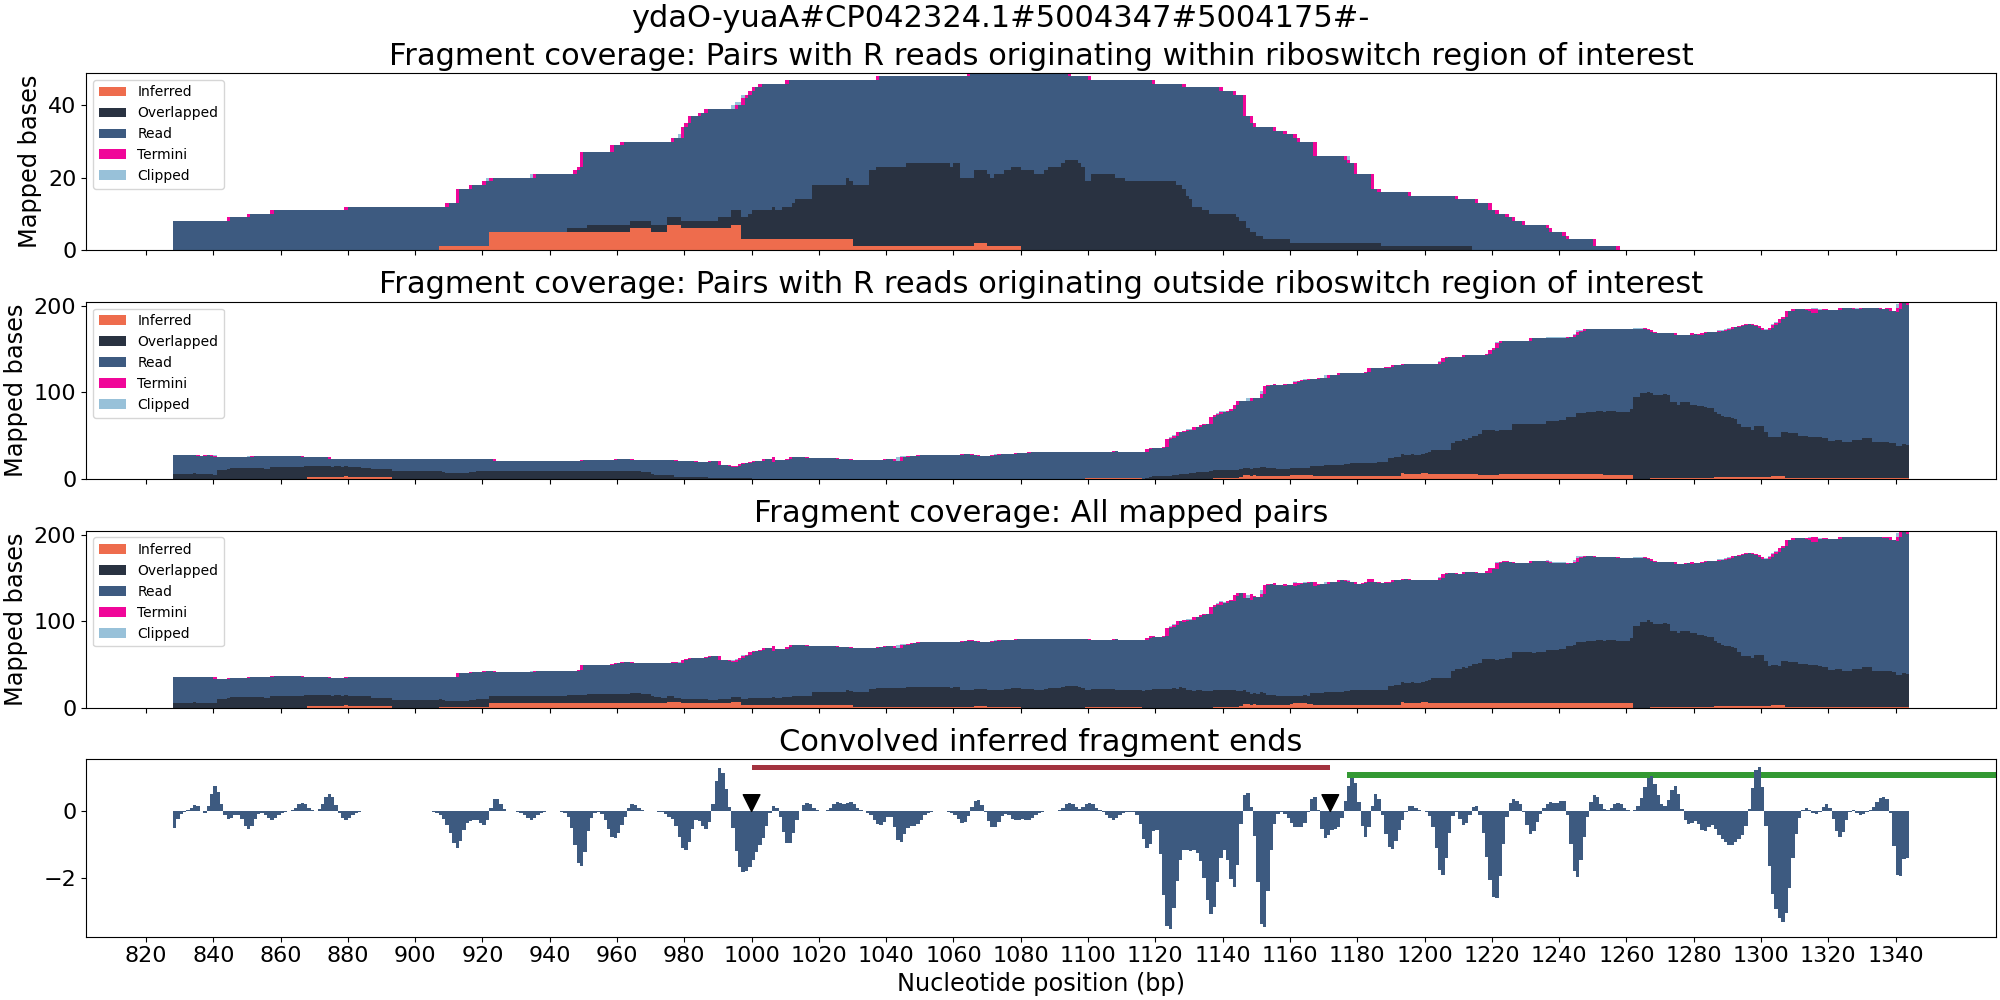 ydaO-yuaA#CP042324.1#5004347#5004175#-
Fragment coverage: Pairs with R reads originating within riboswitch region of interest
Mapped bases
40
20
0
Inferred
Overlapped
Read
Termini
Clipped
Fragment coverage: Pairs with R reads originating outside riboswitch region of interest
Mapped bases
200
100
0
Inferred
Overlapped
Read
Termini
Clipped
Fragment coverage: All mapped pairs
Mapped bases
200
100
0
Inferred
Overlapped
Read
Termini
Clipped
Convolved inferred fragment ends
0
−2
820 840 860 880 900 920 940 960 980 1000 1020 1040 1060 1080 1100 1120 1140 1160 1180 1200 1220 1240 1260 1280 1300 1320 1340
Nucleotide position (bp)